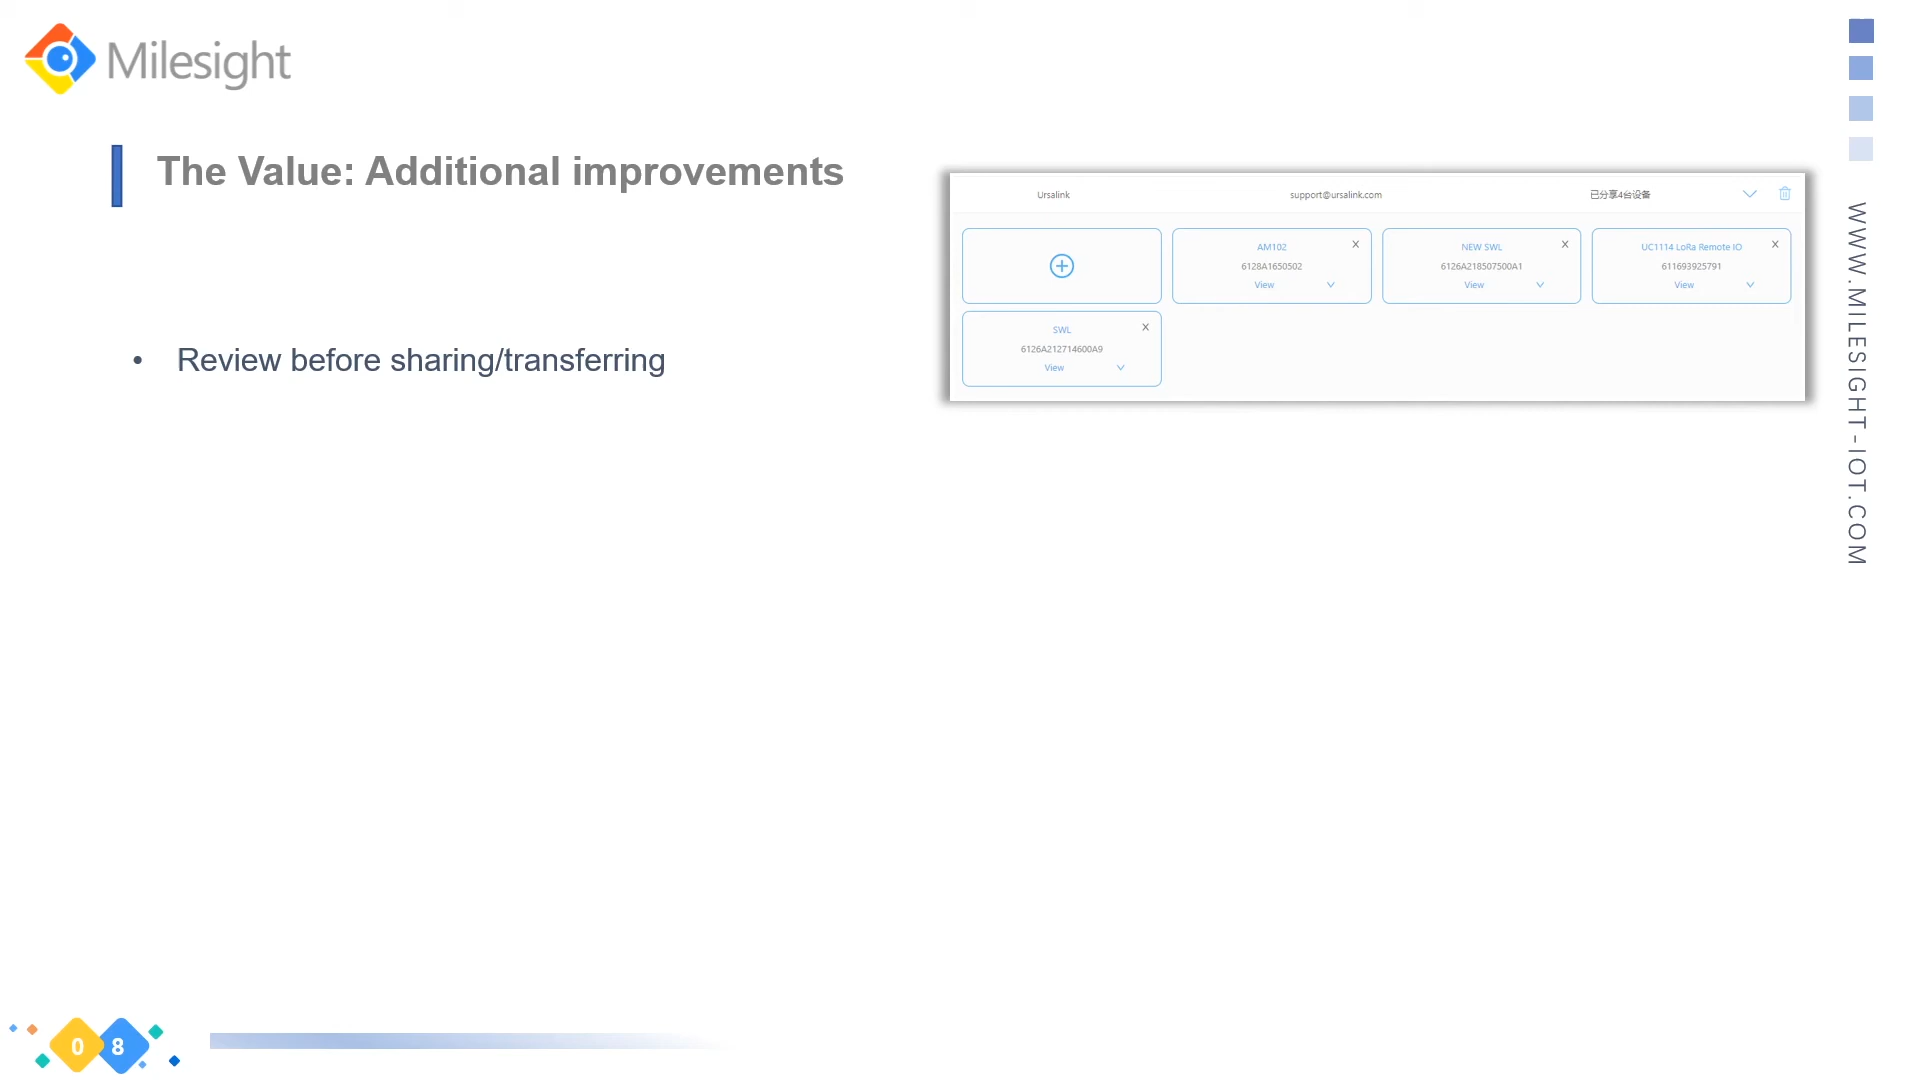 Milesight
The Value: Additional improvements
• Review before sharing/transferring
Ursalink support@ursalink.com 已分享4台设备
AM102 X
6128A1650502
View
NEW SWL X
6126A218507500A1
View
UC1114 LoRa Remote IO X
611693925791
View
SWL X
6126A212714600A9
View
WWW.MILESIGHT-IOT.COM
0 8